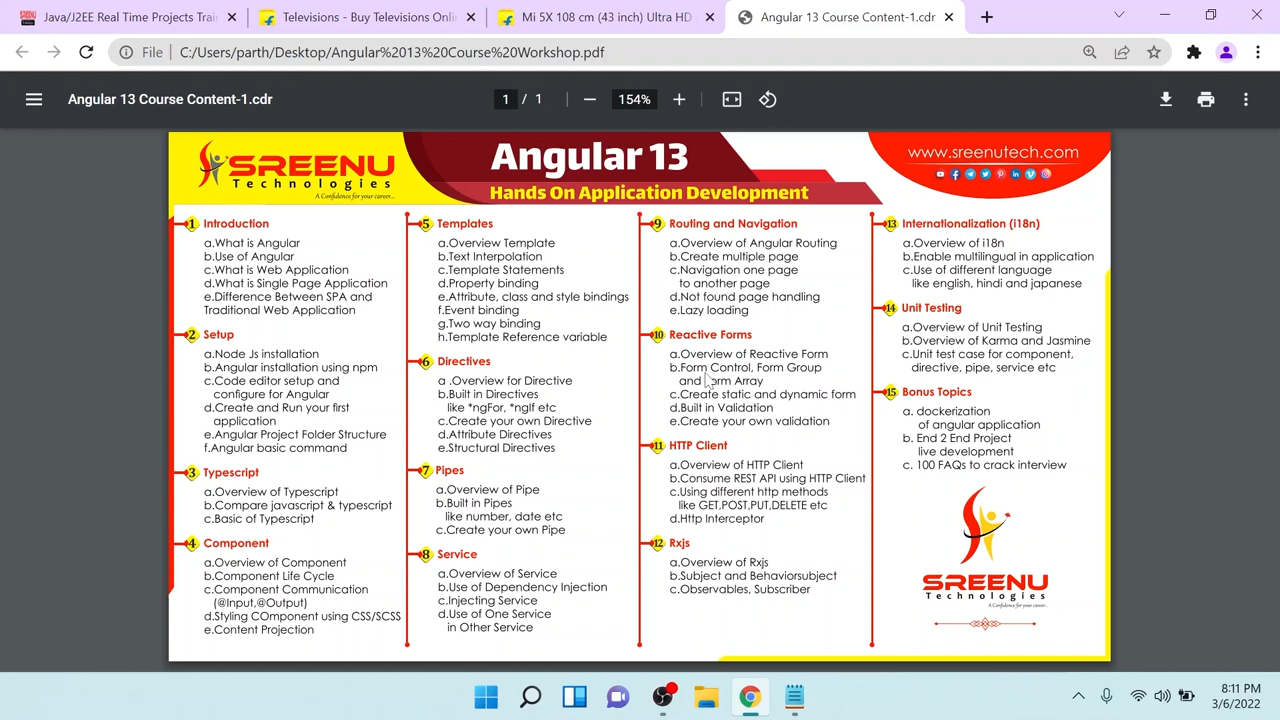 Java/J2EE Real Time Projects Trai
Televisions - Buy Televisions Onl
Mi 5X 108 cm (43 inch) Ultra HD
Angular 13 Course Content-1.cdr
File
C:/Users/parth/Desktop/Angular%2013%20Course%20Workshop.pdf
Angular 13 Course Content-1.cdr
1 / 1
154%
SREENU
Technologies
A Confidence for your career...
Angular 13
Hands On Application Development
www.sreenutech.com
1 Introduction
a.What is Angular
b.Use of Angular
c.What is Web Application
d.What is Single Page Application
e.Difference Between SPA and
Traditional Web Application
2 Setup
a.Node Js installation
b.Angular installation using npm
c.Code editor setup and
configure for Angular
d.Create and Run your first
application
e.Angular Project Folder Structure
f.Angular basic command
3 Typescript
a.Overview of Typescript
b.Compare javascript & typescript
c.Basic of Typescript
4 Component
a.Overview of Component
b.Component Life Cycle
c.Component Communication
(@Input,@Output)
d.Styling COmponent using CSS/SCSS
e.Content Projection
5 Templates
a.Overview Template
b.Text Interpolation
c.Template Statements
d.Property binding
e.Attribute, class and style bindings
f.Event binding
g.Two way binding
h.Template Reference variable
6 Directives
a .Overview for Directive
b.Built in Directives
like *ngFor, *ngIf etc
c.Create your own Directive
d.Attribute Directives
e.Structural Directives
7 Pipes
a.Overview of Pipe
b.Built in Pipes
like number, date etc
c.Create your own Pipe
8 Service
a.Overview of Service
b.Use of Dependency Injection
c.Injecting Service
d.Use of One Service
in Other Service
9 Routing and Navigation
a.Overview of Angular Routing
b.Create multiple page
c.Navigation one page
to another page
d.Not found page handling
e.Lazy loading
10 Reactive Forms
a.Overview of Reactive Form
b.Form Control, Form Group
and Form Array
c.Create static and dynamic form
d.Built in Validation
e.Create your own validation
11 HTTP Client
a.Overview of HTTP Client
b.Consume REST API using HTTP Client
c.Using different http methods
like GET,POST,PUT,DELETE etc
d.Http Interceptor
12 Rxjs
a.Overview of Rxjs
b.Subject and Behaviorsubject
c.Observables, Subscriber
13 Internationalization (i18n)
a.Overview of i18n
b.Enable multilingual in application
c.Use of different language
like english, hindi and japanese
14 Unit Testing
a.Overview of Unit Testing
b.Overview of Karma and Jasmine
c.Unit test case for component,
directive, pipe, service etc
15 Bonus Topics
a. dockerization
of angular application
b. End 2 End Project
live development
c. 100 FAQs to crack interview
SREENU
Technologies
A Confidence for your career...
8:11 PM
3/6/2022